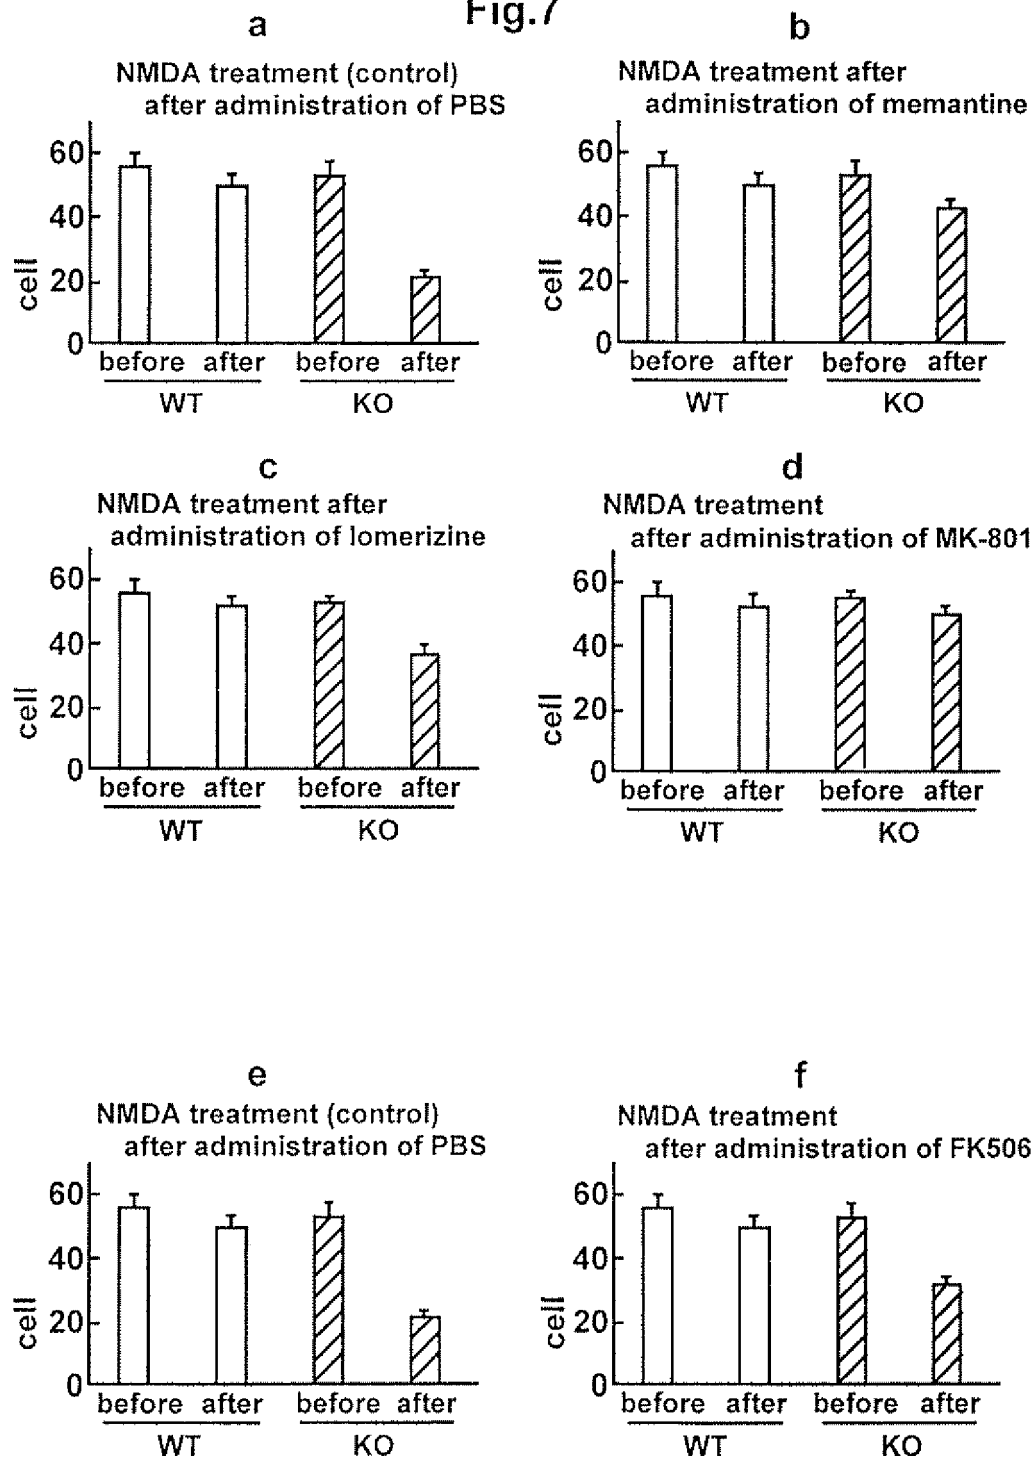 Fig.7
a
NMDA treatment (control)
after administration of PBS
60
40
20
0
cell
before after before after
WT KO
b
NMDA treatment after
administration of memantine
60
40
20
0
cell
before after before after
WT KO
c
NMDA treatment after
administration of lomerizine
60
40
20
0
cell
before after before after
WT KO
d
NMDA treatment
after administration of MK-801
60
40
20
0
cell
before after before after
WT KO
e
NMDA treatment (control)
after administration of PBS
60
40
20
0
cell
before after before after
WT KO
f
NMDA treatment
after administration of FK506
60
40
20
0
cell
before after before after
WT KO